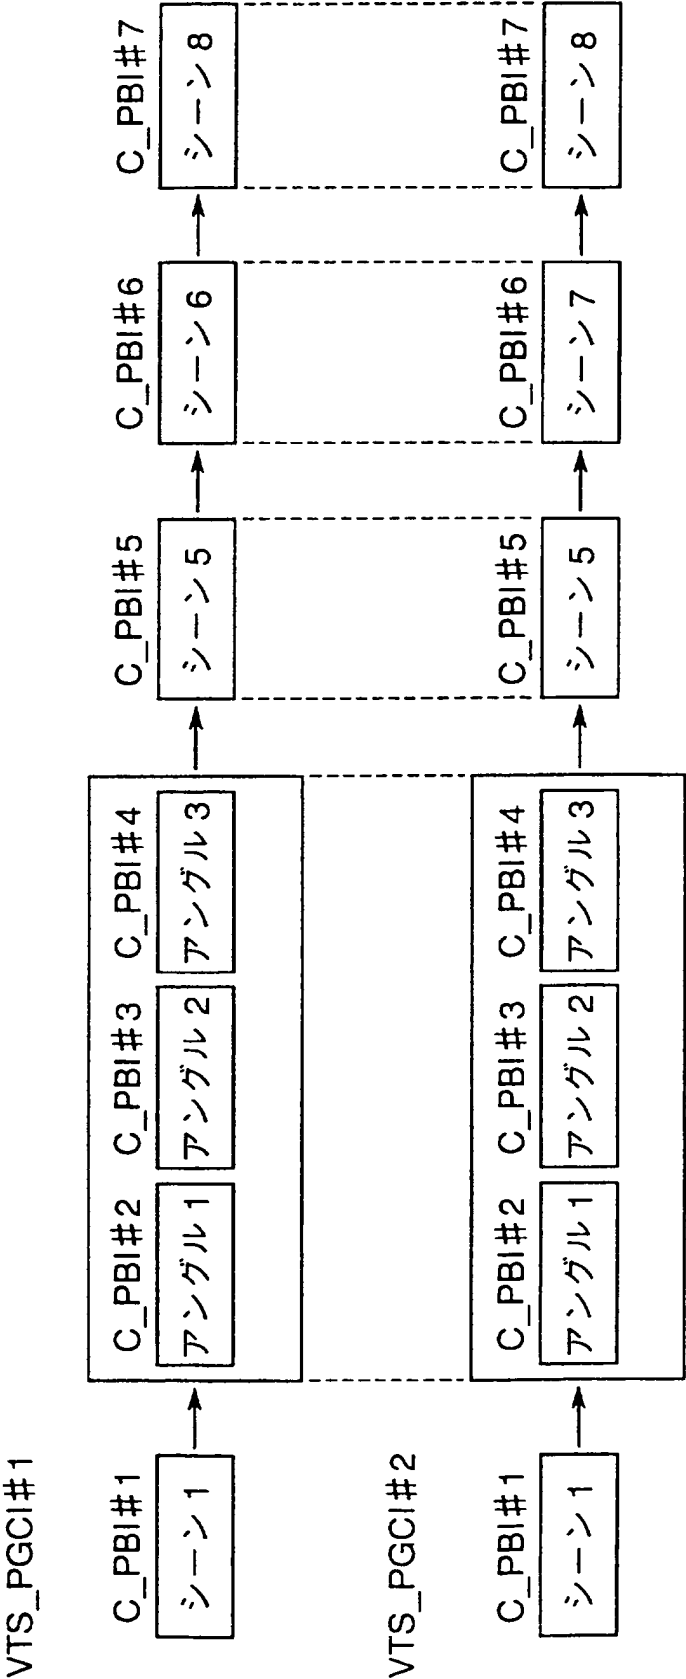 VTS_PGCI#1
C_PBI#1
シーン1
C_PBI#2
アングル1
C_PBI#3
アングル2
C_PBI#4
アングル3
C_PBI#5
シーン5
C_PBI#6
シーン6
C_PBI#7
シーン8
VTS_PGCI#2
C_PBI#1
シーン1
C_PBI#2
アングル1
C_PBI#3
アングル2
C_PBI#4
アングル3
C_PBI#5
シーン5
C_PBI#6
シーン7
C_PBI#7
シーン8